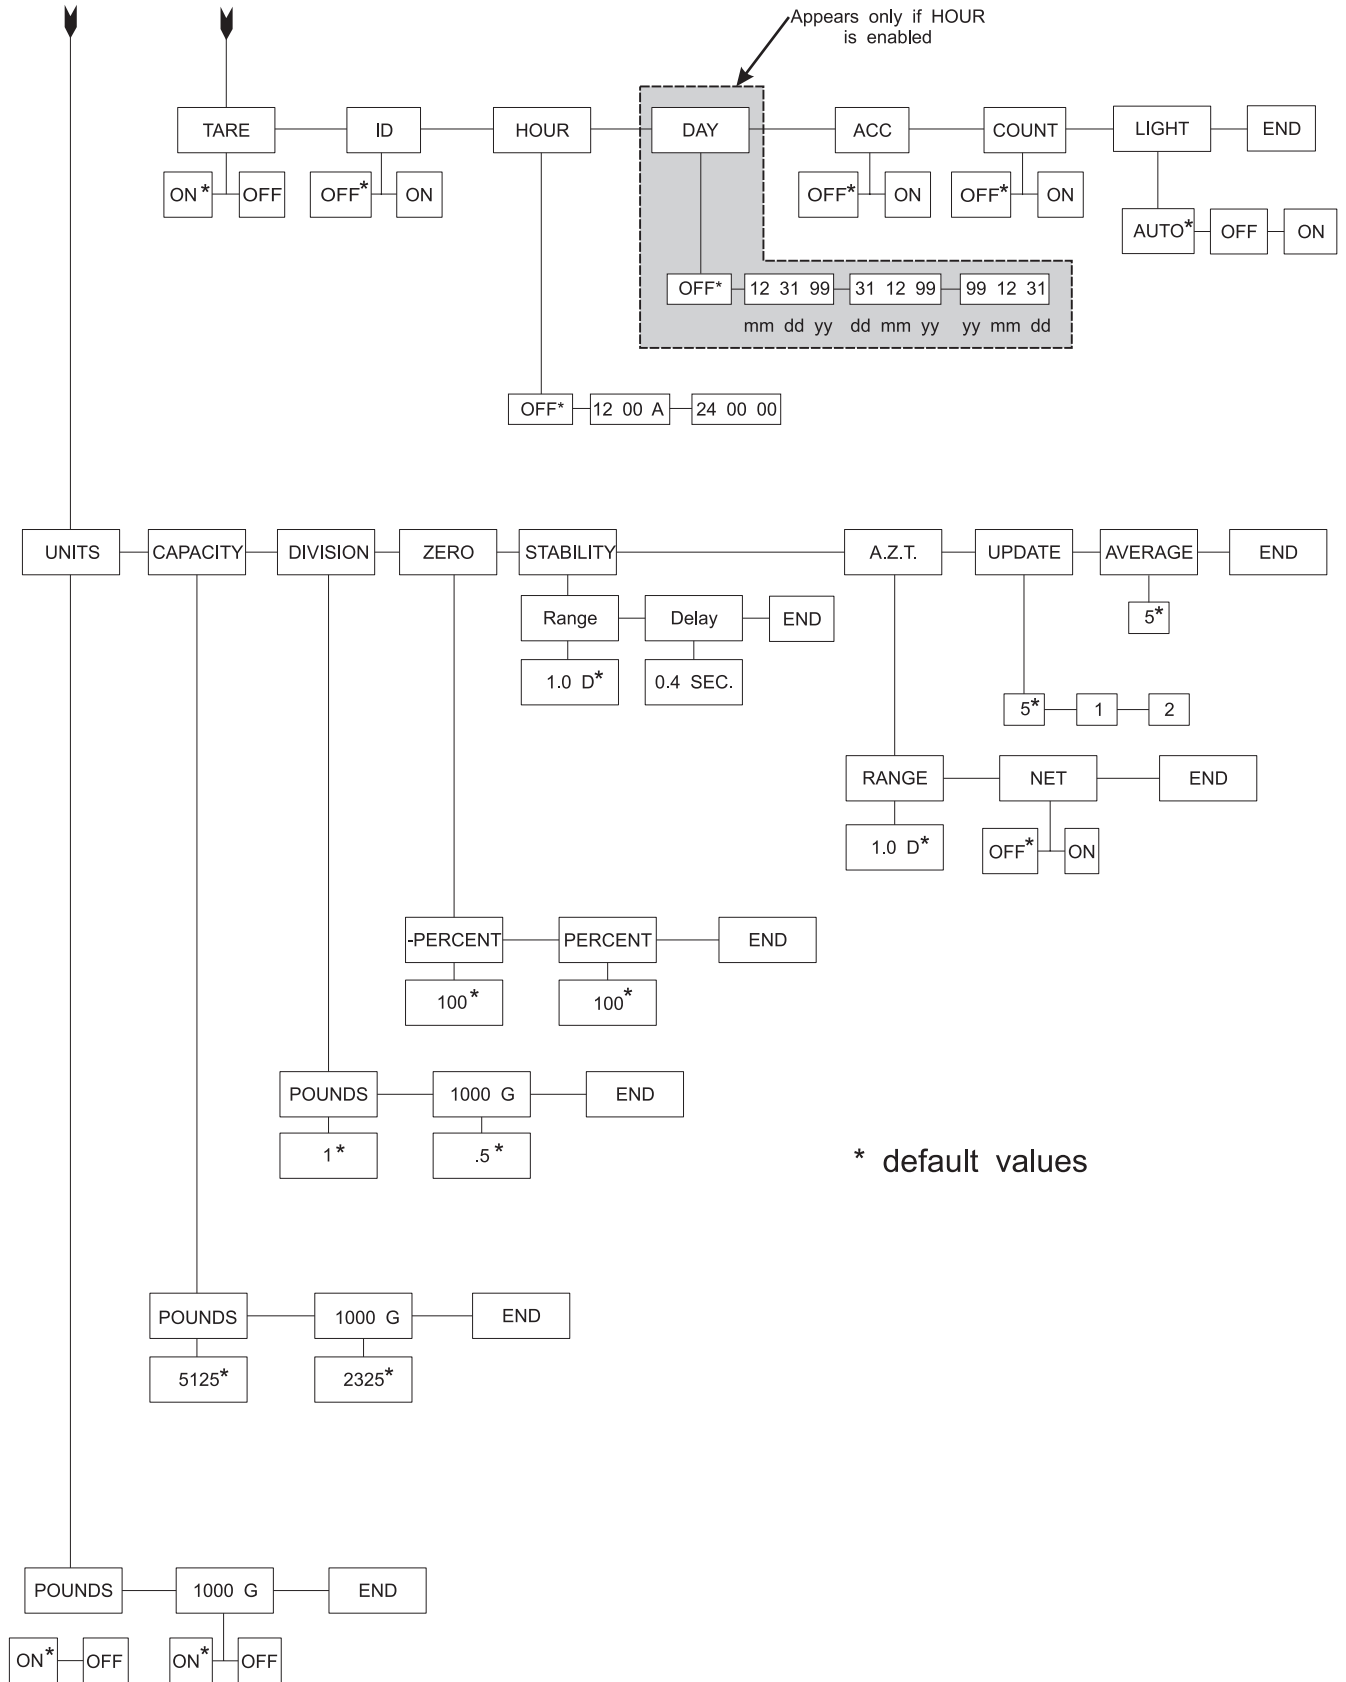 Appears only if HOUR
is enabled
TARE ID HOUR DAY ACC COUNT LIGHT END
ON* OFF OFF* ON OFF* ON OFF* ON
AUTO* OFF ON
OFF* 12 31 99 31 12 99 99 12 31
mm dd yy dd mm yy yy mm dd
OFF* 12 00 A 24 00 00
UNITS CAPACITY DIVISION ZERO STABILITY A.Z.T. UPDATE AVERAGE END
Range Delay END
5*
1.0 D* 0.4 SEC.
5* 1 2
RANGE NET END
1.0 D* OFF* ON
-PERCENT PERCENT END
100* 100*
POUNDS 1000 G END
1* .5*
* default values
POUNDS 1000 G END
5125* 2325*
POUNDS 1000 G END
ON* OFF ON* OFF